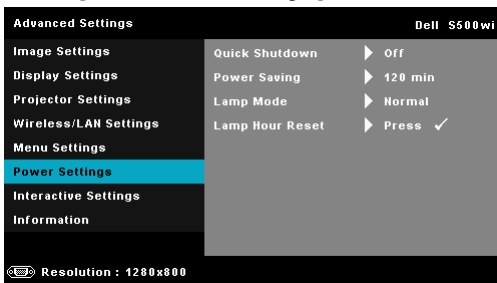 Advanced Settings Dell S500wi
Image Settings
Display Settings
Projector Settings
Wireless/LAN Settings
Menu Settings
Power Settings
Interactive Settings
Information
Quick Shutdown Off
Power Saving 120 min
Lamp Mode Normal
Lamp Hour Reset Press ✓
Resolution : 1280x800